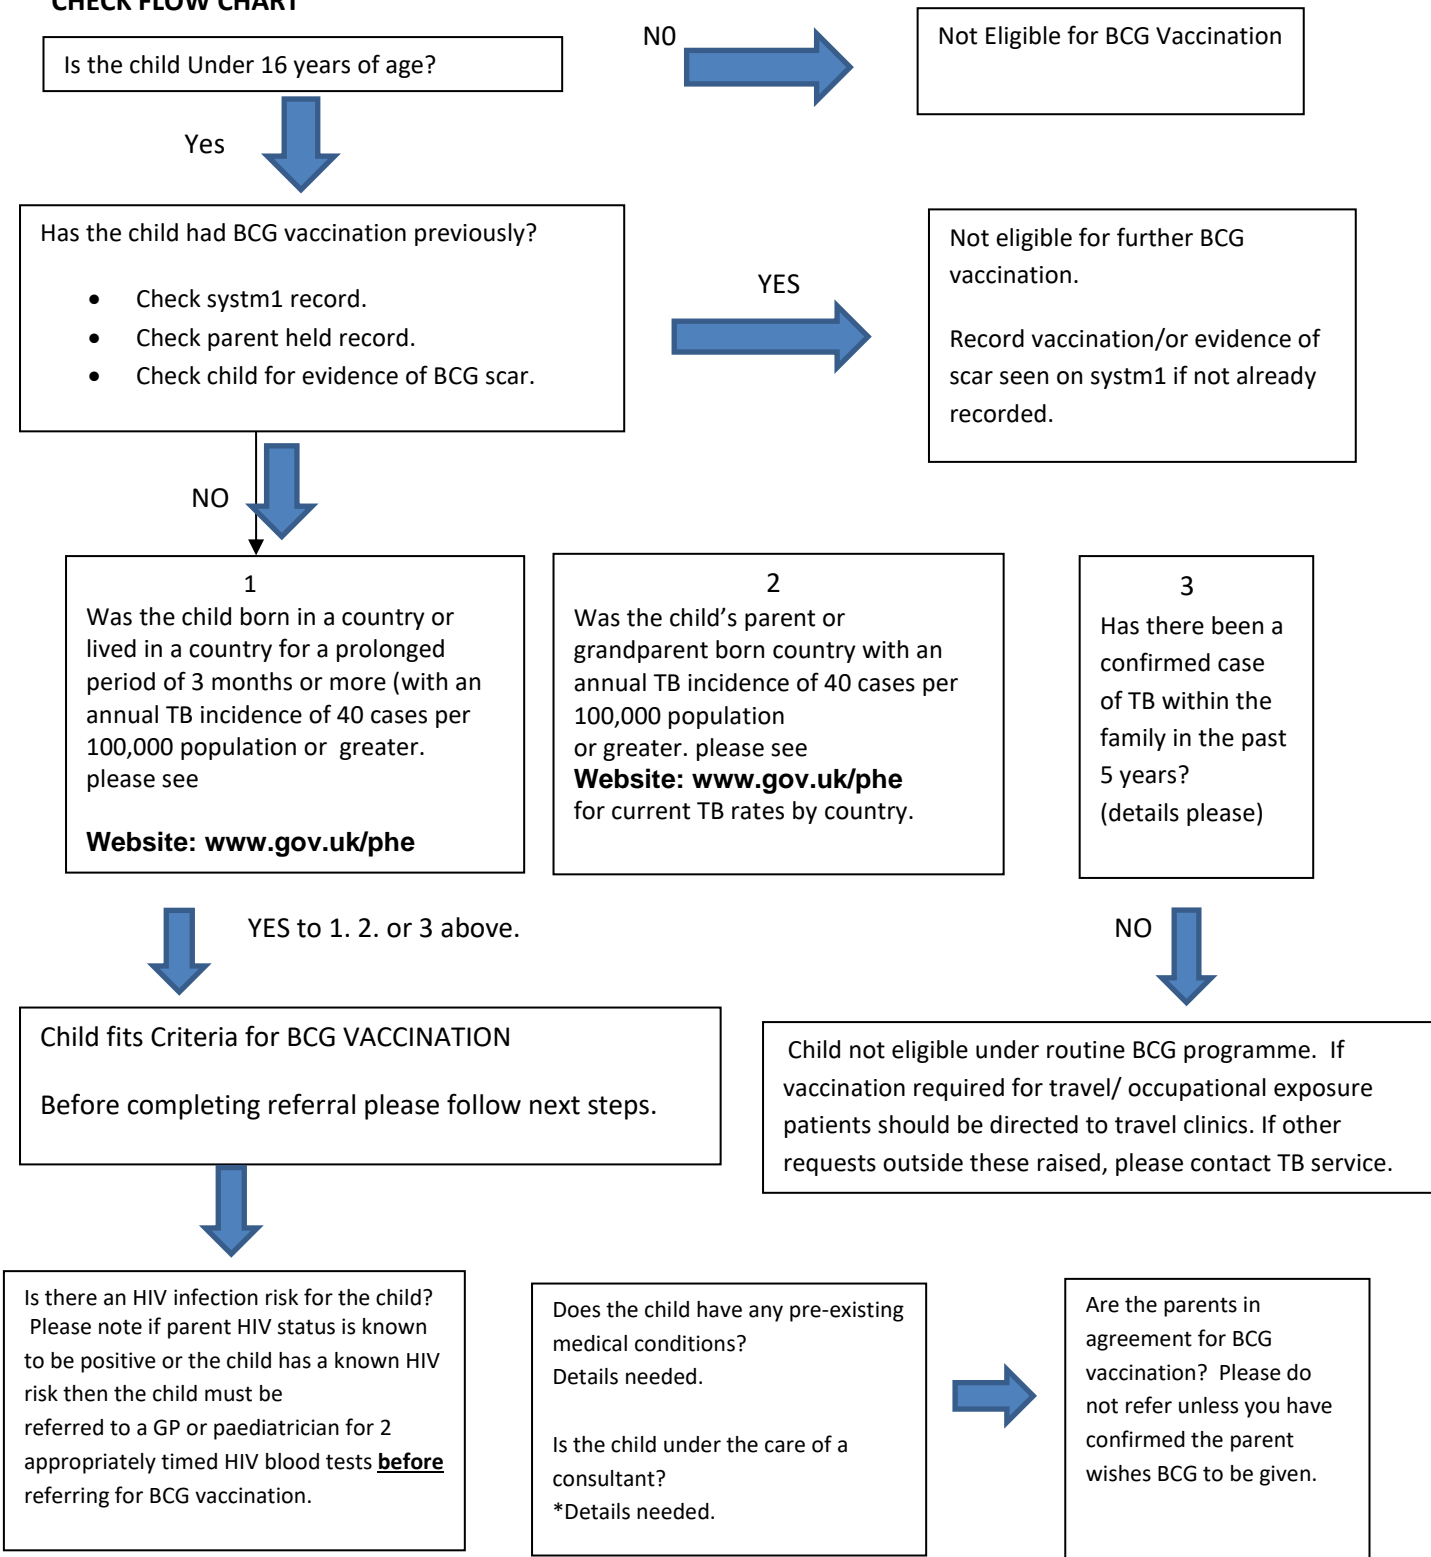 CHECK FLOW CHART
Is the child Under 16 years of age?
N0
Not Eligible for BCG Vaccination
Yes
Has the child had BCG vaccination previously?
• Check systm1 record.
• Check parent held record.
• Check child for evidence of BCG scar.
YES
Not eligible for further BCG
vaccination.
Record vaccination/or evidence of
scar seen on systm1 if not already
recorded.
NO
1
Was the child born in a country or
lived in a country for a prolonged
period of 3 months or more (with an
annual TB incidence of 40 cases per
100,000 population or  greater.
please see
Website: www.gov.uk/phe
2
Was the child’s parent or
grandparent born country with an
annual TB incidence of 40 cases per
100,000 population
or greater. please see
Website: www.gov.uk/phe
for current TB rates by country.
3
Has there been a
confirmed case
of TB within the
family in the past
5 years?
(details please)
YES to 1. 2. or 3 above.
NO
Child fits Criteria for BCG VACCINATION
Before completing referral please follow next steps.
Child not eligible under routine BCG programme.  If
vaccination required for travel/ occupational exposure
patients should be directed to travel clinics. If other
requests outside these raised, please contact TB service.
Is there an HIV infection risk for the child?
Please note if parent HIV status is known
to be positive or the child has a known HIV
risk then the child must be
referred to a GP or paediatrician for 2
appropriately timed HIV blood tests before
referring for BCG vaccination.
Does the child have any pre-existing
medical conditions?
Details needed.
Is the child under the care of a
consultant?
*Details needed.
Are the parents in
agreement for BCG
vaccination?  Please do
not refer unless you have
confirmed the parent
wishes BCG to be given.